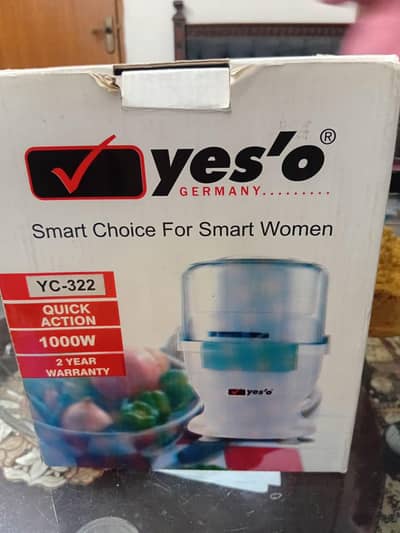 yes'o®
GERMANY.........
Smart Choice For Smart Women
YC-322
QUICK
ACTION
1000W
2 YEAR
WARRANTY
yes'o